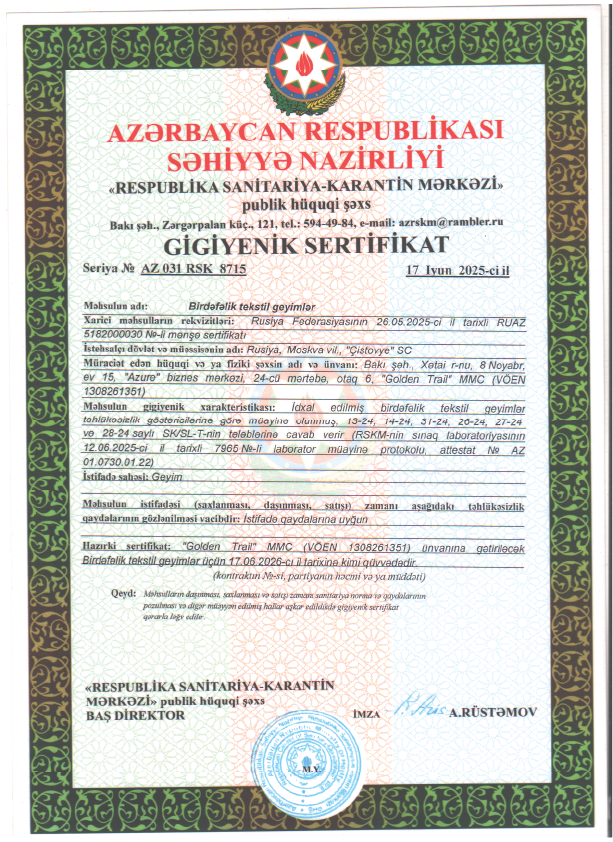 AZƏRBAYCAN RESPUBLİKASI
SƏHİYYƏ NAZİRLİYİ
«RESPUBLİKA SANİTARİYA-KARANTİN MƏRKƏZİ»
publik hüquqi şəxs
Bakı şəh., Zərgərpalan küç., 121, tel.: 594-49-84, e-mail: azrskm@rambler.ru
GİGİYENİK SERTİFİKAT
Seriya № AZ 031 RSK 8715 17 Iyun 2025-ci il
Məhsulun adı: Birdəfəlik tekstil geyimlər
Xarici məhsulların rekvizitləri: Rusiya Federasiyasının 26.05.2025-ci il tarixli RUAZ
5182000030 №-li mənşə sertifikatı
İstehsalçı dövlət və müəssisənin adı: Rusiya, Moskva vil., "Çistovye" SC
Müraciət edən hüquqi və ya fiziki şəxsin adı və ünvanı: Bakı şəh., Xətai r-nu, 8 Noyabr,
ev 15, "Azure" biznes mərkəzi, 24-cü mərtəbə, otaq 6, "Golden Trail" MMC (VÖEN
1308261351)
Məhsulun gigiyenik xarakteristikası: İdxal edilmiş birdəfəlik tekstil geyimlər
təhlükəsizlik göstəricilərinə görə müayinə olunmuş, 13-24, 14-24, 31-24, 26-24, 27-24
və 28-24 saylı SK/SL-T-nin tələblərinə cavab verir (RSKM-nin sınaq laboratoriyasının
12.06.2025-ci il tarixli 7965 №-li laborator müayinə protokolu, attestat № AZ
01.0730.01.22)
İstifadə sahəsi: Geyim
Məhsulun istifadəsi (saxlanması, daşınması, satışı) zamanı aşağıdakı təhlükəsizlik
qaydalarının gözlənilməsi vacibdir: İstifadə qaydalarına uyğun
Hazırki sertifikat: "Golden Trail" MMC (VÖEN 1308261351) ünvanına gətiriləcək
Birdəfəlik tekstil geyimlər üçün 17.06.2026-cı il tarixinə kimi qüvvədədir.
(kontraktın №-si, partiyanın həcmi və ya müddəti)
Qeyd: Məhsulların daşınması, saxlanması və satışı zamanı sanitariya norma və qaydalarının
pozulması və digər müəyyən edilmiş hallar aşkar edildikdə gigiyenik sertifikat
qərarla ləğv edilir.
«RESPUBLİKA SANİTARİYA-KARANTİN
MƏRKƏZİ» publik hüquqi şəxs
BAŞ DİREKTOR İMZA A.RÜSTƏMOV
M.Y.